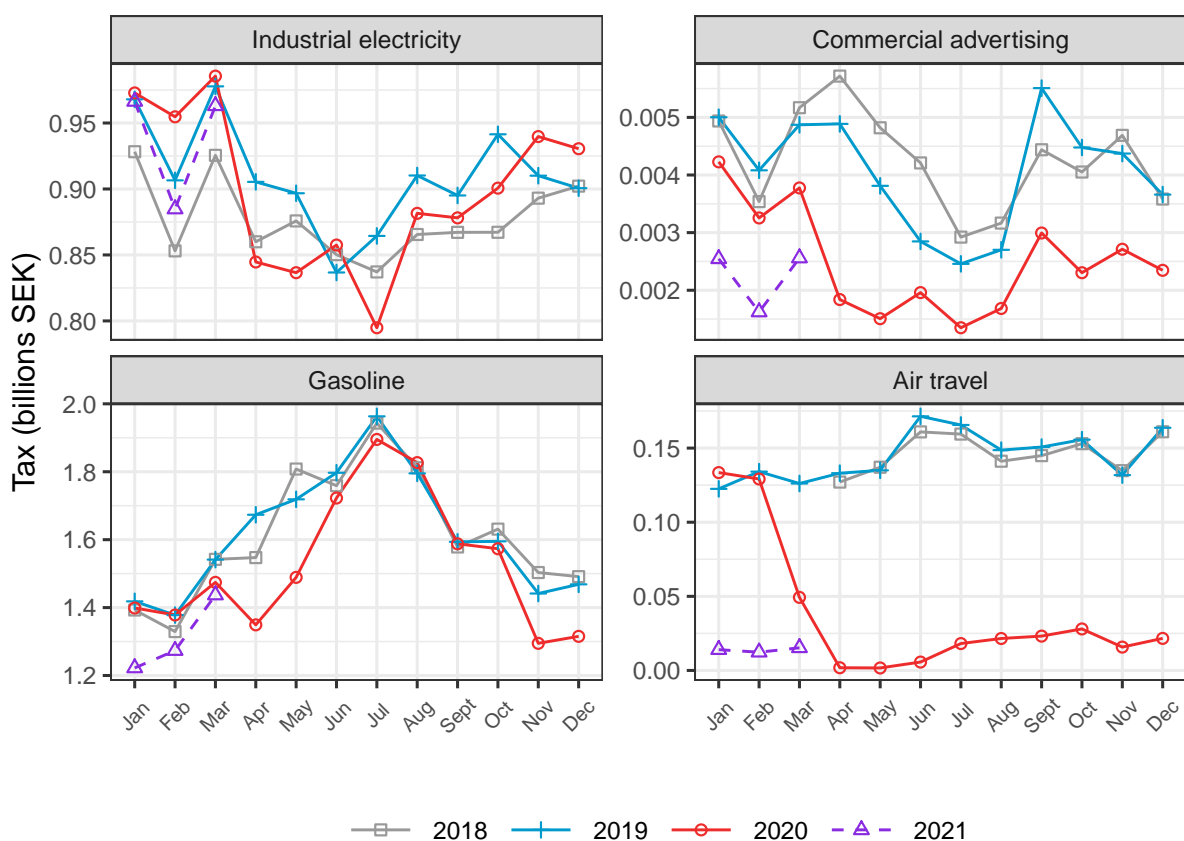 Industrial electricity
Commercial advertising
0.95
0.90
0.85
0.80
0.005
0.004
0.003
0.002
Tax (billions SEK)
Gasoline
Air travel
2.0
1.8
1.6
1.4
1.2
0.15
0.10
0.05
0.00
Jan Feb Mar Apr May Jun Jul Aug Sept Oct Nov Dec
Jan Feb Mar Apr May Jun Jul Aug Sept Oct Nov Dec
2018 2019 2020 2021